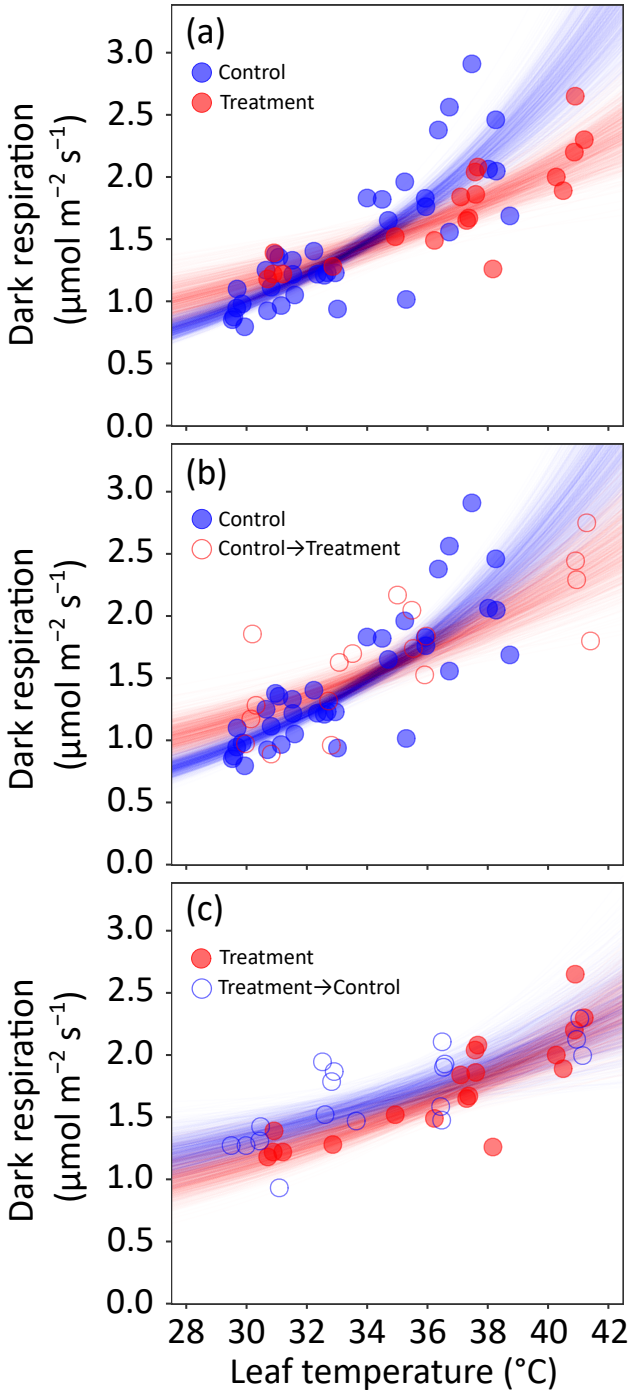 (a)
Control
Treatment
3.0
2.5
2.0
1.5
1.0
0.5
0.0
Dark respiration
(μmol m⁻² s⁻¹)
(b)
Control
Control→Treatment
3.0
2.5
2.0
1.5
1.0
0.5
0.0
Dark respiration
(μmol m⁻² s⁻¹)
(c)
Treatment
Treatment→Control
3.0
2.5
2.0
1.5
1.0
0.5
0.0
Dark respiration
(μmol m⁻² s⁻¹)
28 30 32 34 36 38 40 42
Leaf temperature (°C)